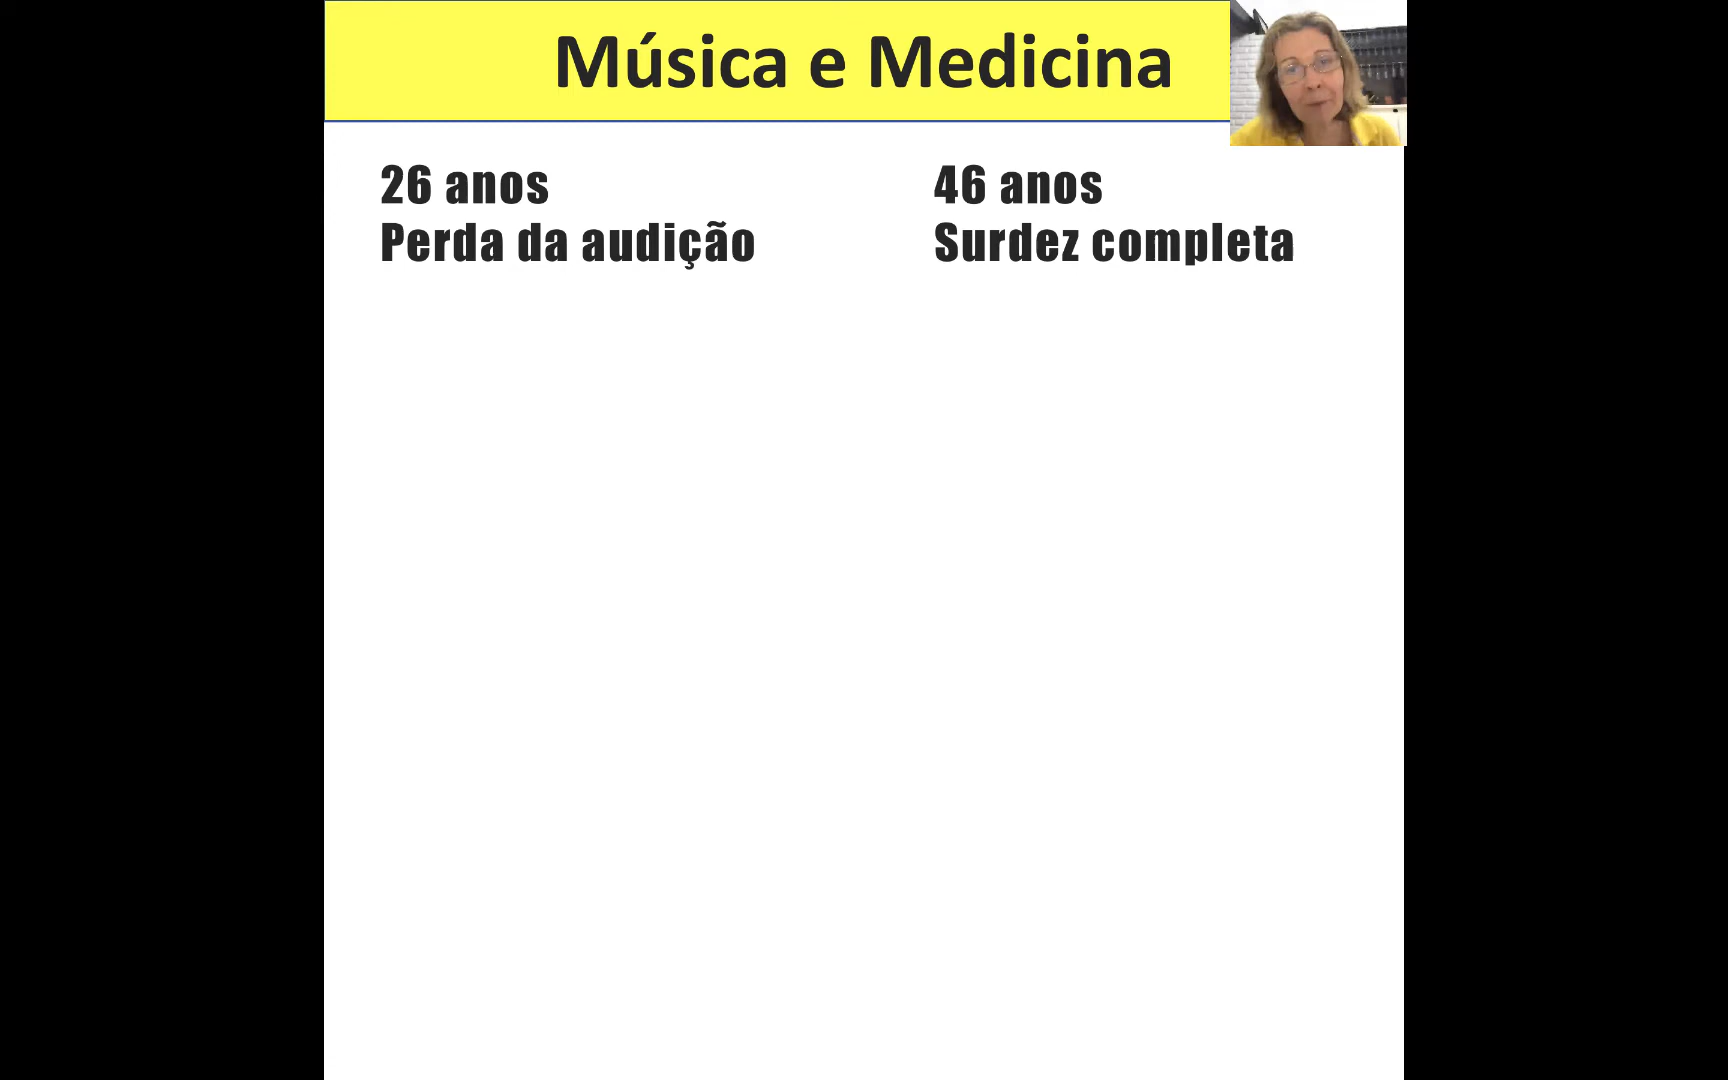 Música e Medicina
26 anos
Perda da audição
46 anos
Surdez completa